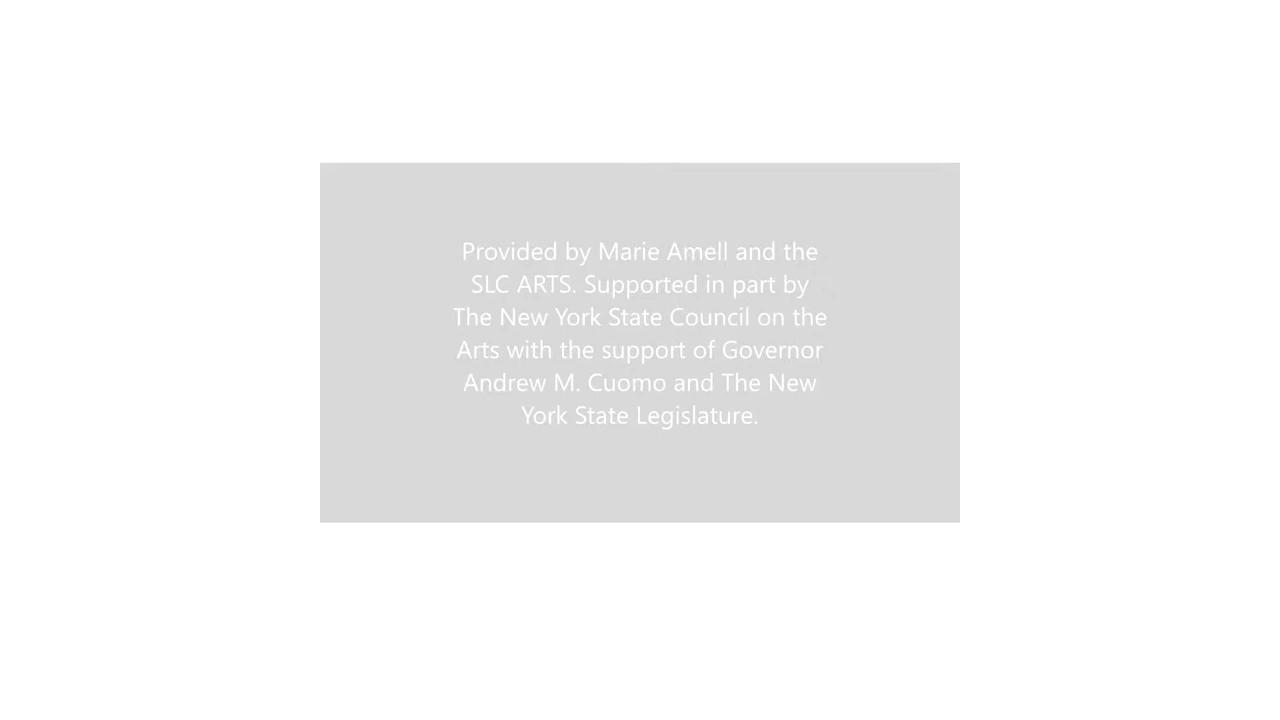 Provided by Marie Amell and the
SLC ARTS. Supported in part by
The New York State Council on the
Arts with the support of Governor
Andrew M. Cuomo and The New
York State Legislature.